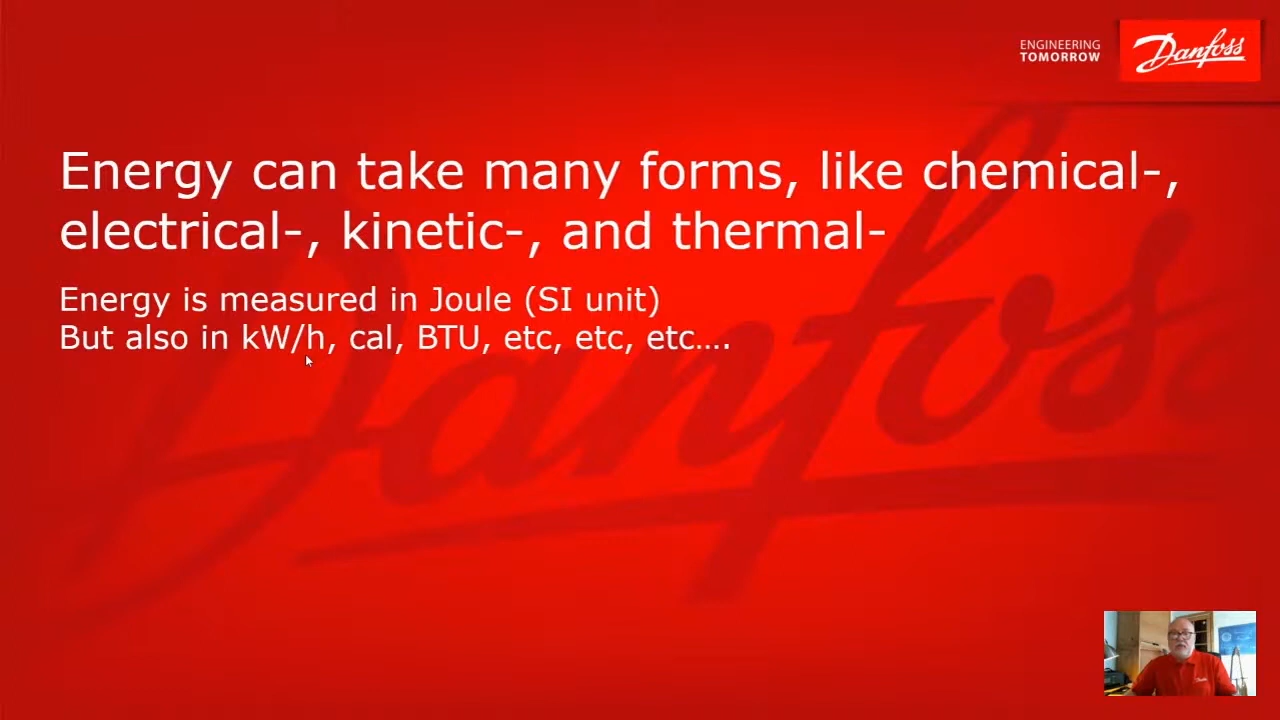 ENGINEERING
TOMORROW
Danfoss
Energy can take many forms, like chemical-,
electrical-, kinetic-, and thermal-
Energy is measured in Joule (SI unit)
But also in kW/h, cal, BTU, etc, etc, etc….
Danfoss